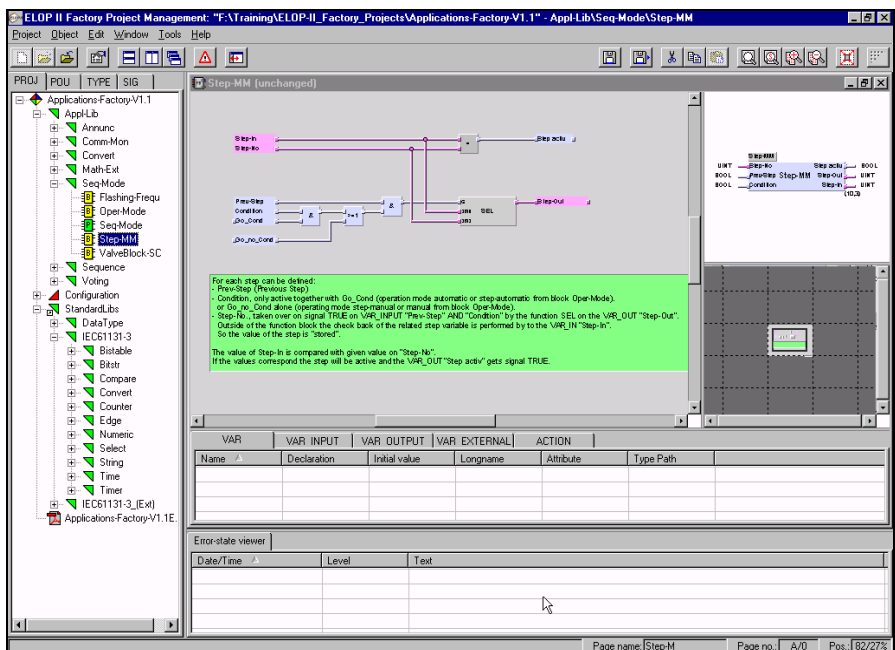 ELOP II Factory Project Management: "F:\Training\ELOP-II_Factory_Projects\Applications-Factory-V1.1" - Appl-Lib\Seq-Mode\Step-MM
Project Object Edit Window Tools Help
PROJ POU TYPE SIG
Applications-Factory-V1.1
Appl-Lib
Annunc
Comm-Mon
Convert
Math-Ext
Seq-Mode
Flashing-Frequ
Oper-Mode
Seq-Mode
Step-MM
ValveBlock-SC
Sequence
Voting
Configuration
StandardLibs
DataType
IEC61131-3
Bistable
Bitstr
Compare
Convert
Counter
Edge
Numeric
Select
String
Time
Timer
IEC61131-3_(Ext)
Applications-Factory-V1.1E.
Step-MM (unchanged)
Step-In
Step-No
=
Step activ
Prev-Step
Condition
Go_Cond
Go_no_Cond
&
>=1
&
G
IN0
IN1
SEL
Step-Out
For each step can be defined:
- Prev-Step (Previous Step)
- Condition, only active together with Go_Cond (operation mode automatic or step-automatic from block Oper-Mode).
or Go_no_Cond alone (operating mode step-manual or manual from block Oper-Mode).
- Step-No., taken over on signal TRUE on VAR_INPUT "Prev-Step" AND "Condition" by the function SEL on the VAR_OUT "Step-Out".
Outside of the function block the check back of the related step variable is performed by to the VAR_IN "Step-In".
So the value of the step is "stored".
The value of Step-In is compared with given value on "Step-No".
If the values correspond the step will be active and the VAR_OUT "Step activ" gets signal TRUE.
Step-MM
UINT Step-No Step activ BOOL
BOOL Prev-Step Step-MM Step-Out UINT
BOOL Condition Step-In UINT
(10,3)
VAR VAR INPUT VAR OUTPUT VAR EXTERNAL ACTION
Name Declaration Initial value Longname Attribute Type Path
Error-state viewer
Date/Time Level Text
Page name: Step-M Page no.: A/0 Pos.: 82/27%